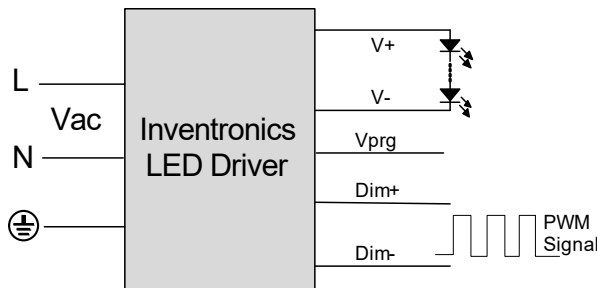 L
Vac
N
Inventronics
LED Driver
V+
V-
Vprg
Dim+
Dim-
PWM
Signal